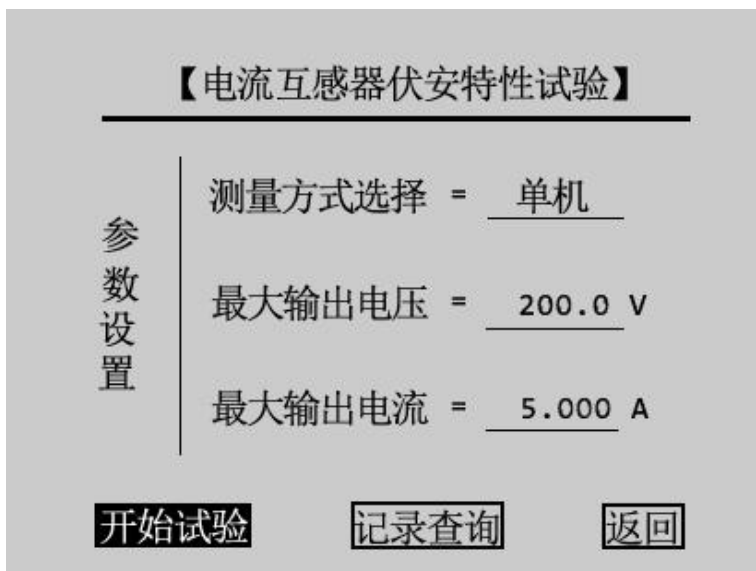 【电流互感器伏安特性试验】
参数设置
测量方式选择 = 单机
最大输出电压 = 200.0 V
最大输出电流 = 5.000 A
开始试验 记录查询 返回